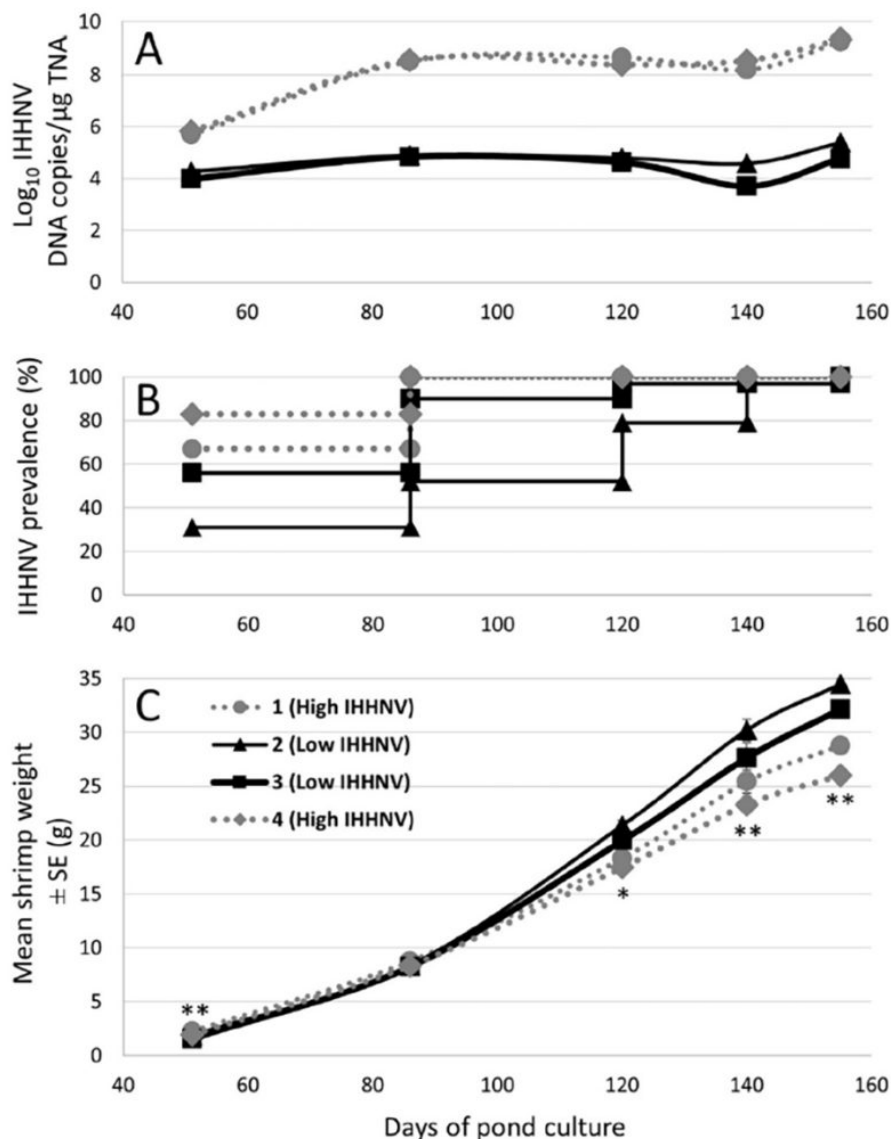 A
Log10 IHHNV
DNA copies/µg TNA
10
8
6
4
2
0
40 60 80 100 120 140 160
B
IHHNV prevalence (%)
100
80
60
40
20
0
40 60 80 100 120 140 160
C
Mean shrimp weight
± SE (g)
35
30
25
20
15
10
5
0
1 (High IHHNV)
2 (Low IHHNV)
3 (Low IHHNV)
4 (High IHHNV)
**
*
**
**
40 60 80 100 120 140 160
Days of pond culture